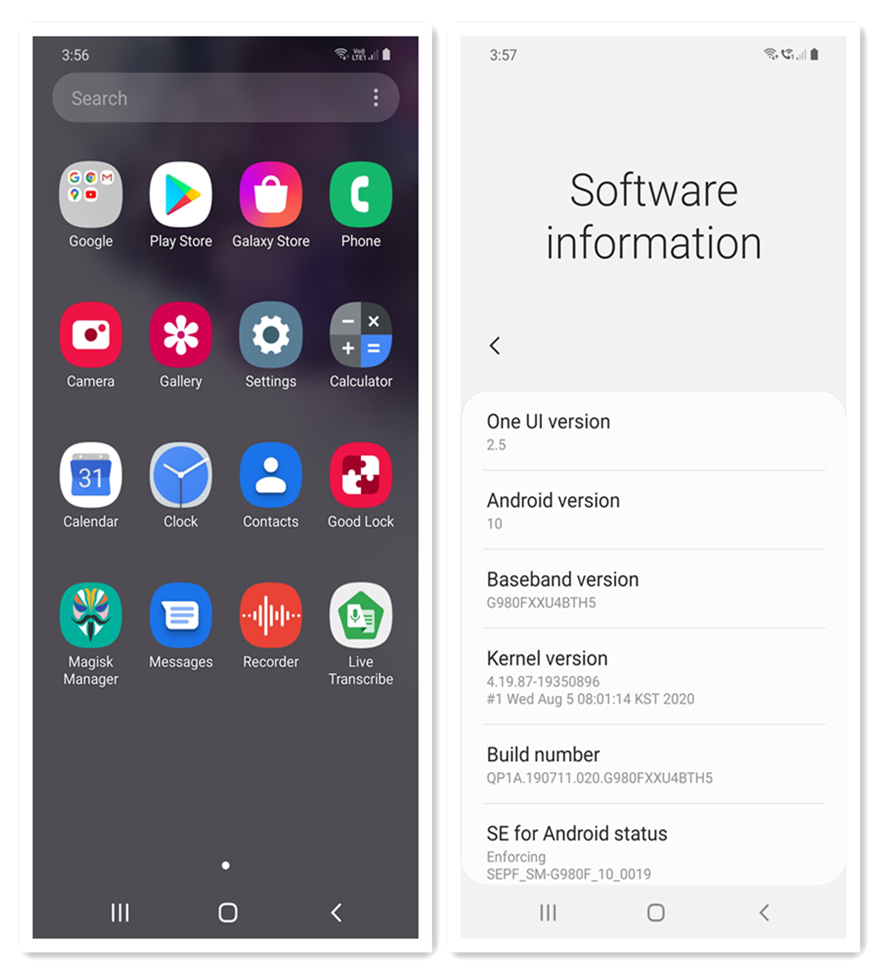 3:56
Vo))
LTE1
Search
Google
Play Store
Galaxy Store
Phone
Camera
Gallery
Settings
Calculator
31
Calendar
Clock
Contacts
Good Lock
Magisk
Manager
Messages
Recorder
Live
Transcribe
3:57
Software
information
One UI version
2.5
Android version
10
Baseband version
G980FXXU4BTH5
Kernel version
4.19.87-19350896
#1 Wed Aug 5 08:01:14 KST 2020
Build number
QP1A.190711.020.G980FXXU4BTH5
SE for Android status
Enforcing
SEPF_SM-G980F_10_0019